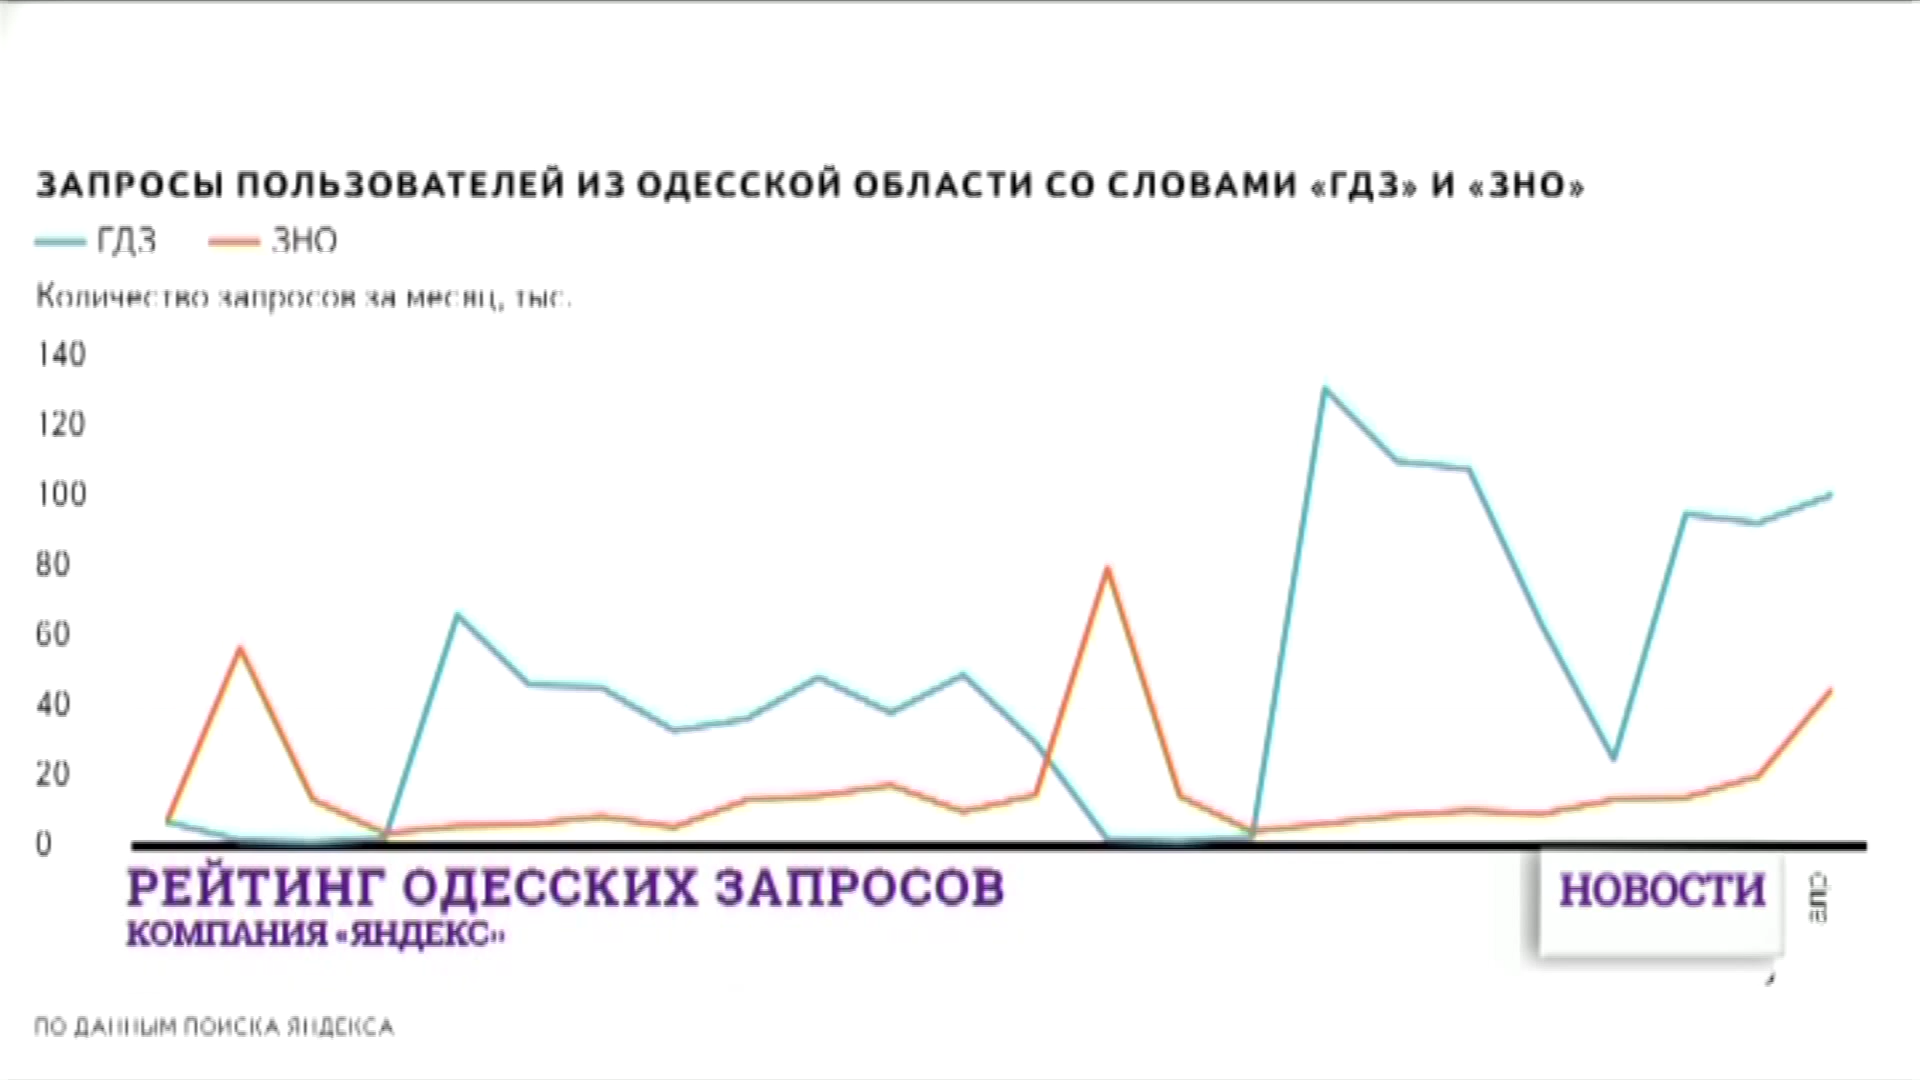 ЗАПРОСЫ ПОЛЬЗОВАТЕЛЕЙ ИЗ ОДЕССКОЙ ОБЛАСТИ СО СЛОВАМИ «ГДЗ» И «ЗНО»
ГДЗ ЗНО
Количество запросов за месяц, тыс.
140
120
100
80
60
40
20
0
РЕЙТИНГ ОДЕССКИХ ЗАПРОСОВ
КОМПАНИЯ «ЯНДЕКС»
НОВОСТИ
ПО ДАННЫМ ПОИСКА ЯНДЕКСА